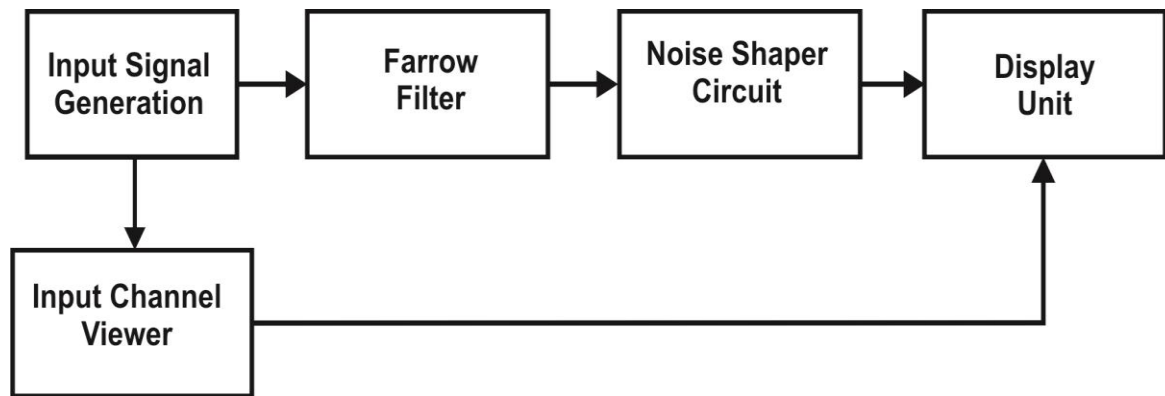 Input Signal
Generation
Farrow
Filter
Noise Shaper
Circuit
Display
Unit
Input Channel
Viewer